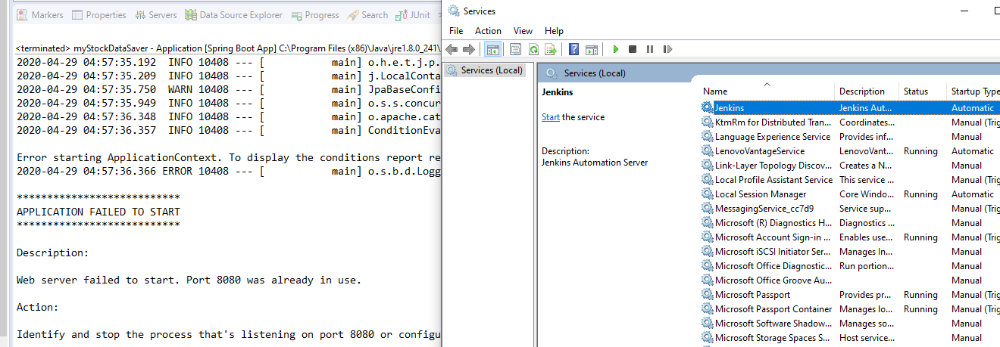 Markers Properties Servers Data Source Explorer Progress Search JUnit
<terminated> myStockDataSaver - Application [Spring Boot App] C:\Program Files (x86)\Java\jre1.8.0_241\
2020-04-29 04:57:35.192  INFO 10408 --- [           main] o.h.e.t.j.p.
2020-04-29 04:57:35.209  INFO 10408 --- [           main] j.LocalConta
2020-04-29 04:57:35.750  WARN 10408 --- [           main] JpaBaseConfi
2020-04-29 04:57:35.949  INFO 10408 --- [           main] o.s.s.concur
2020-04-29 04:57:36.348  INFO 10408 --- [           main] o.apache.cat
2020-04-29 04:57:36.357  INFO 10408 --- [           main] ConditionEva
Error starting ApplicationContext. To display the conditions report re
2020-04-29 04:57:36.366 ERROR 10408 --- [           main] o.s.b.d.Logg
***************************
APPLICATION FAILED TO START
***************************
Description:
Web server failed to start. Port 8080 was already in use.
Action:
Identify and stop the process that's listening on port 8080 or configu
Services
File Action View Help
Services (Local)
Services (Local)
Jenkins
Start the service
Description:
Jenkins Automation Server
Name Description Status Startup Type
Jenkins Jenkins Aut... Automatic
KtmRm for Distributed Tran... Coordinates... Manual (Trig
Language Experience Service Provides inf... Manual
LenovoVantageService LenovoVant... Running Automatic
Link-Layer Topology Discov... Creates a N... Manual
Local Profile Assistant Service This service ... Manual (Trig
Local Session Manager Core Windo... Running Automatic
MessagingService_cc7d9 Service sup... Manual (Trig
Microsoft (R) Diagnostics H... Diagnostics ... Manual
Microsoft Account Sign-in ... Enables use... Running Manual (Trig
Microsoft iSCSI Initiator Ser... Manages In... Manual
Microsoft Office Diagnostic... Run portion... Manual
Microsoft Office Groove Au... Manual
Microsoft Passport Provides pr... Running Manual (Trig
Microsoft Passport Container Manages lo... Running Manual (Trig
Microsoft Software Shadow... Manages so... Manual
Microsoft Storage Spaces S... Host service... Manual